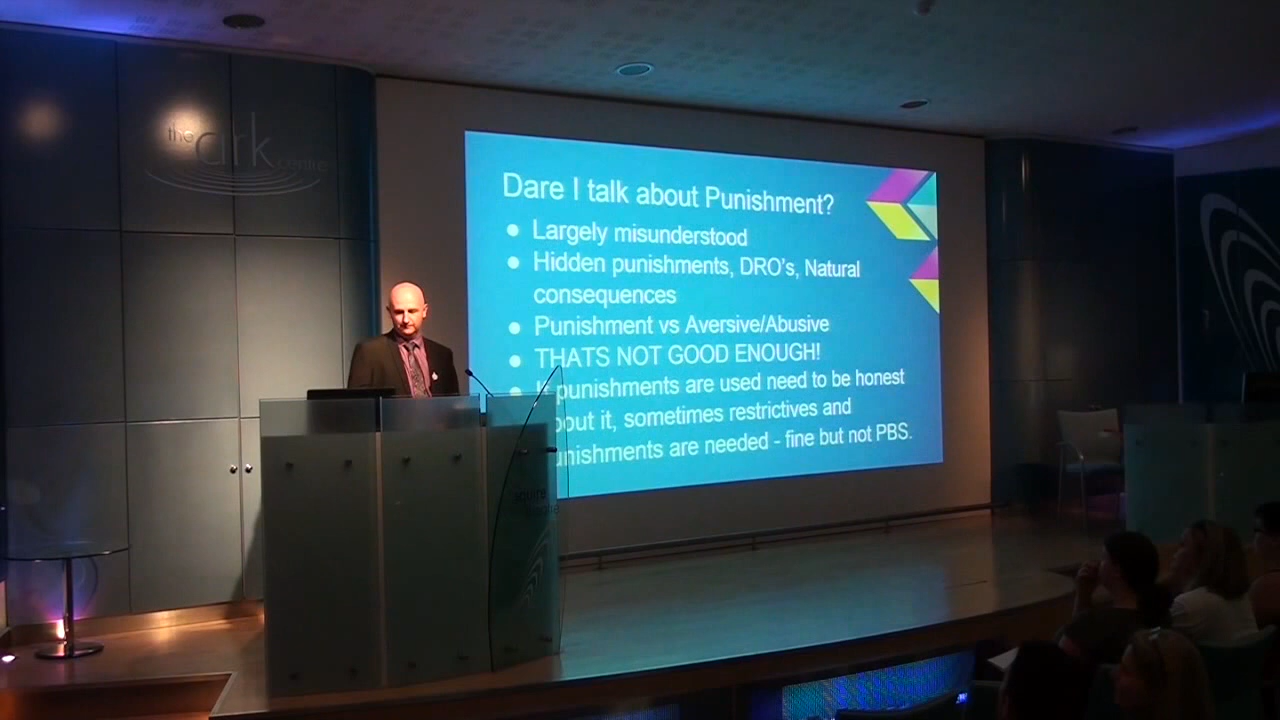 the ark centre
Dare I talk about Punishment?
● Largely misunderstood
● Hidden punishments, DRO's, Natural
consequences
● Punishment vs Aversive/Abusive
● THATS NOT GOOD ENOUGH!
punishments are used need to be honest
it, sometimes restrictives and
are needed - fine but not PBS.